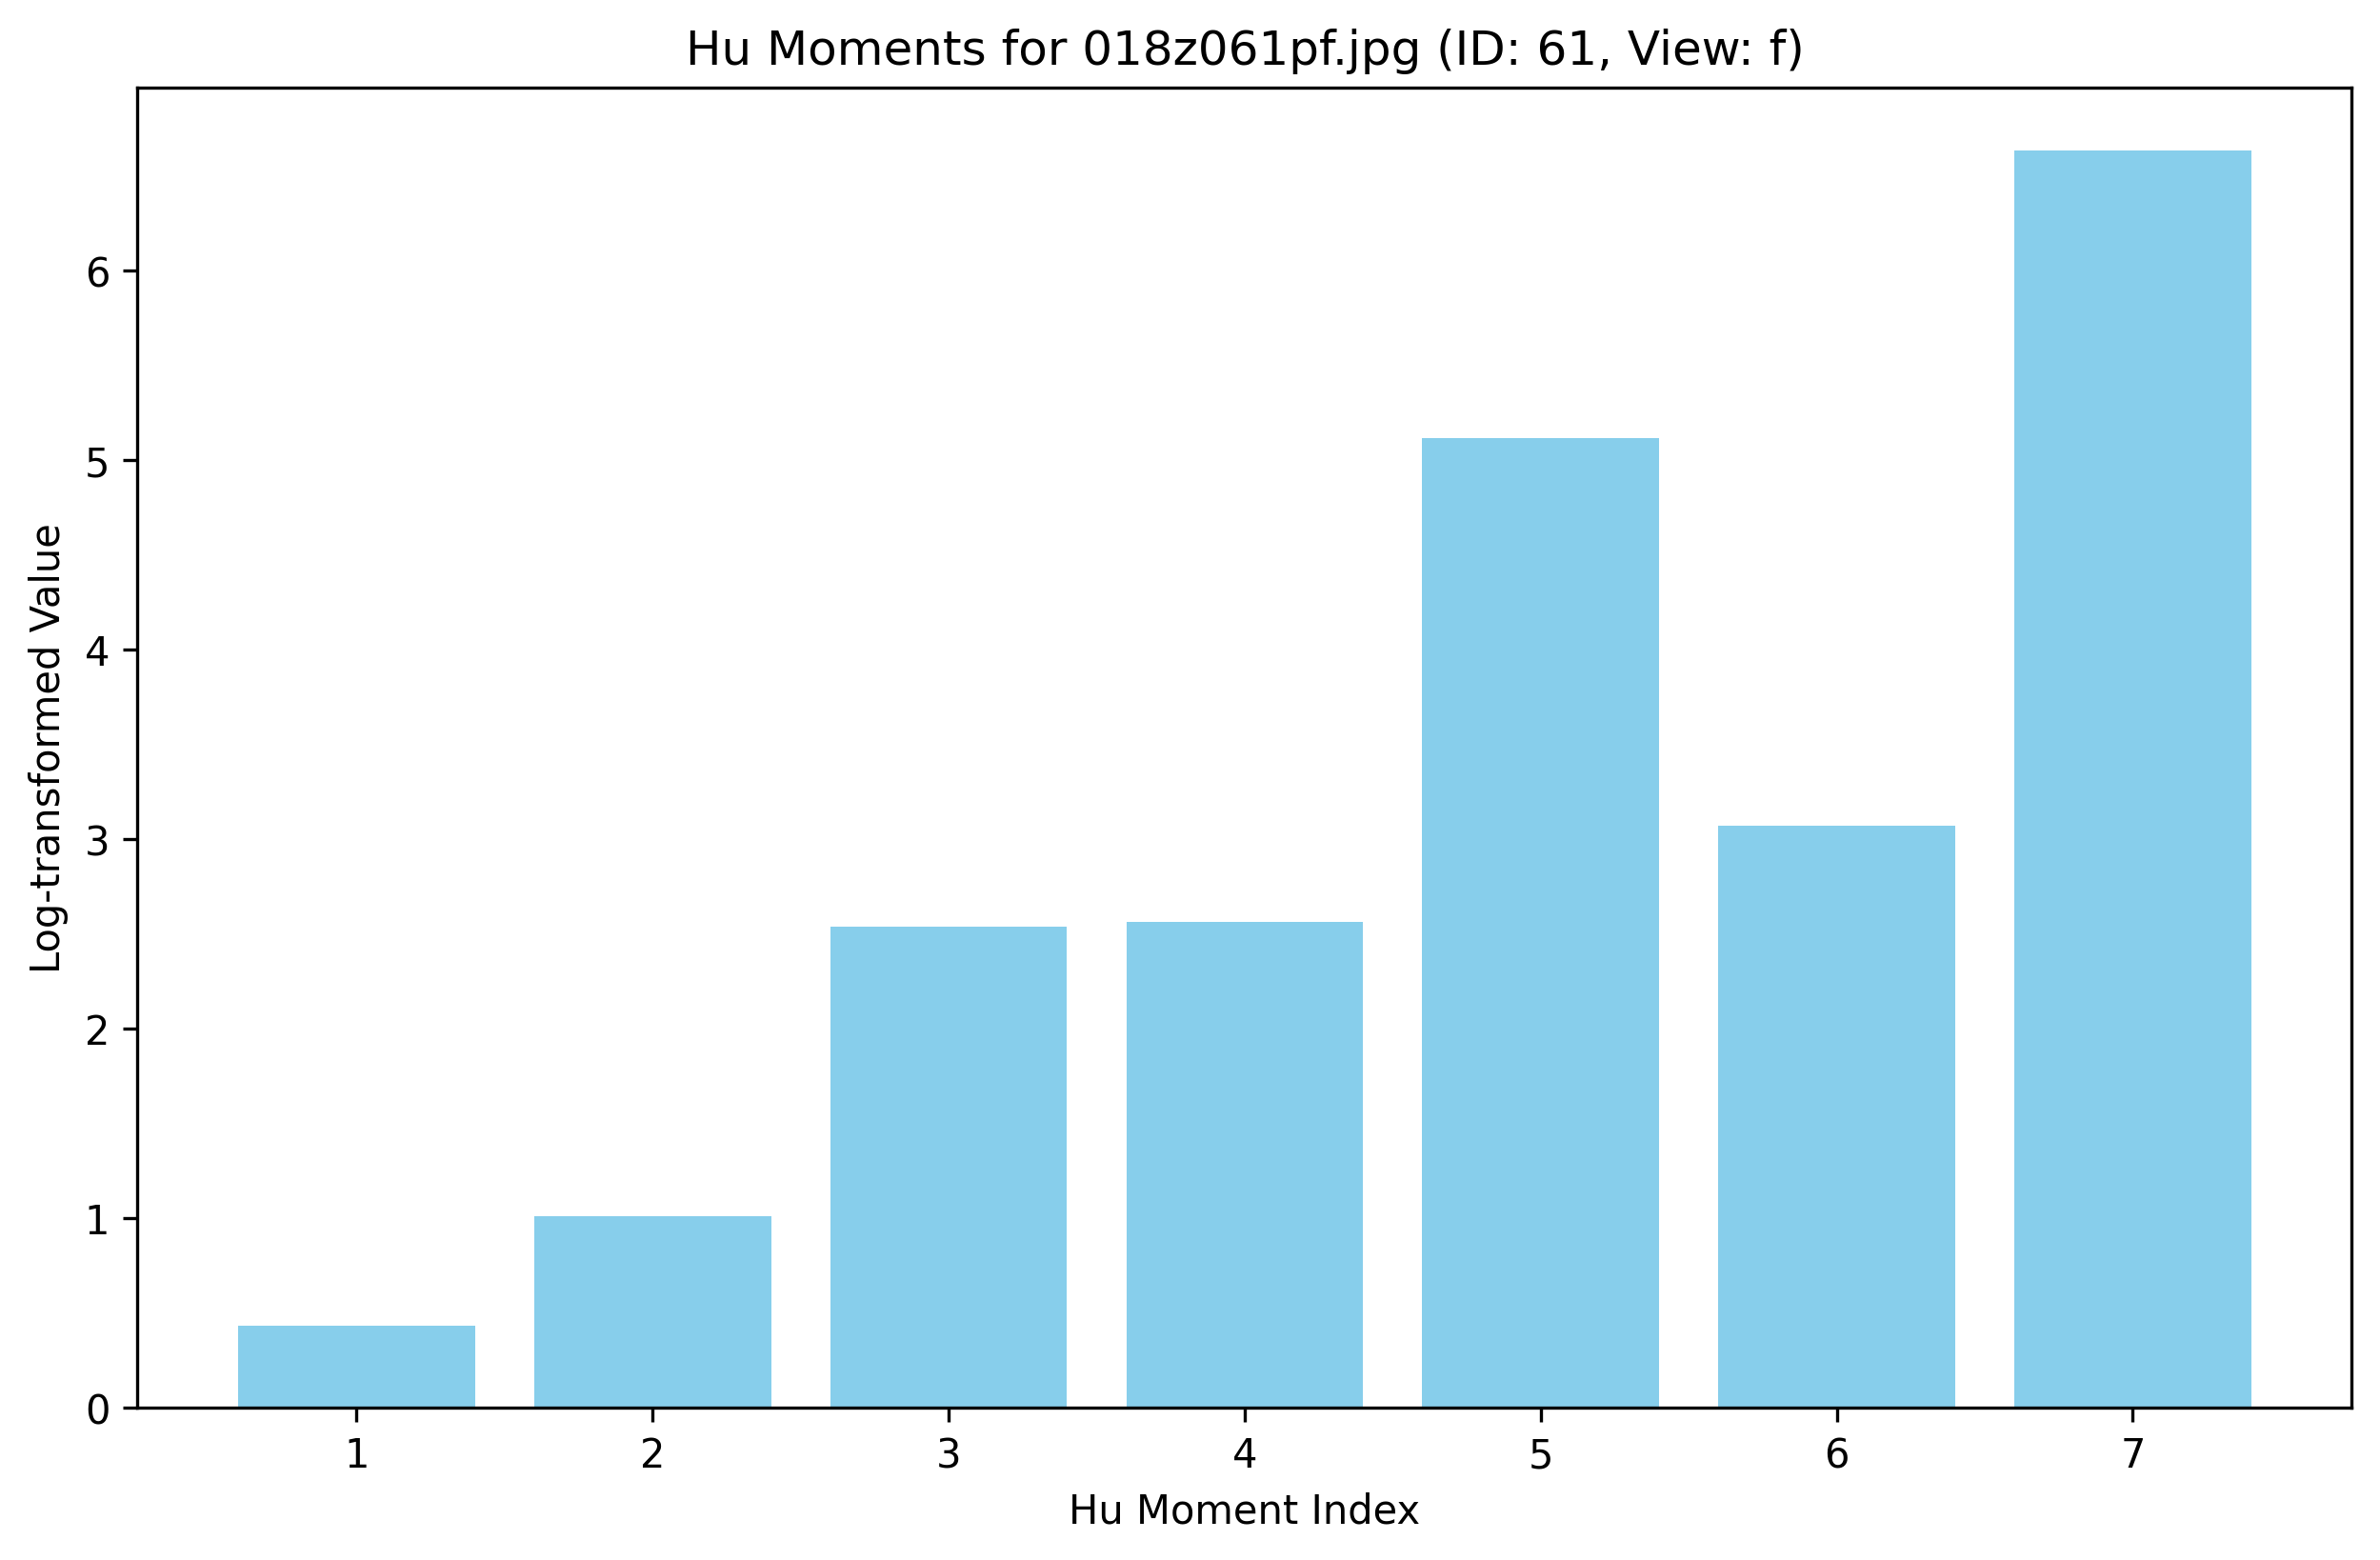 Hu Moments for 018z061pf.jpg (ID: 61, View: f)
Log-transformed Value
6
5
4
3
2
1
0
1 2 3 4 5 6 7
Hu Moment Index